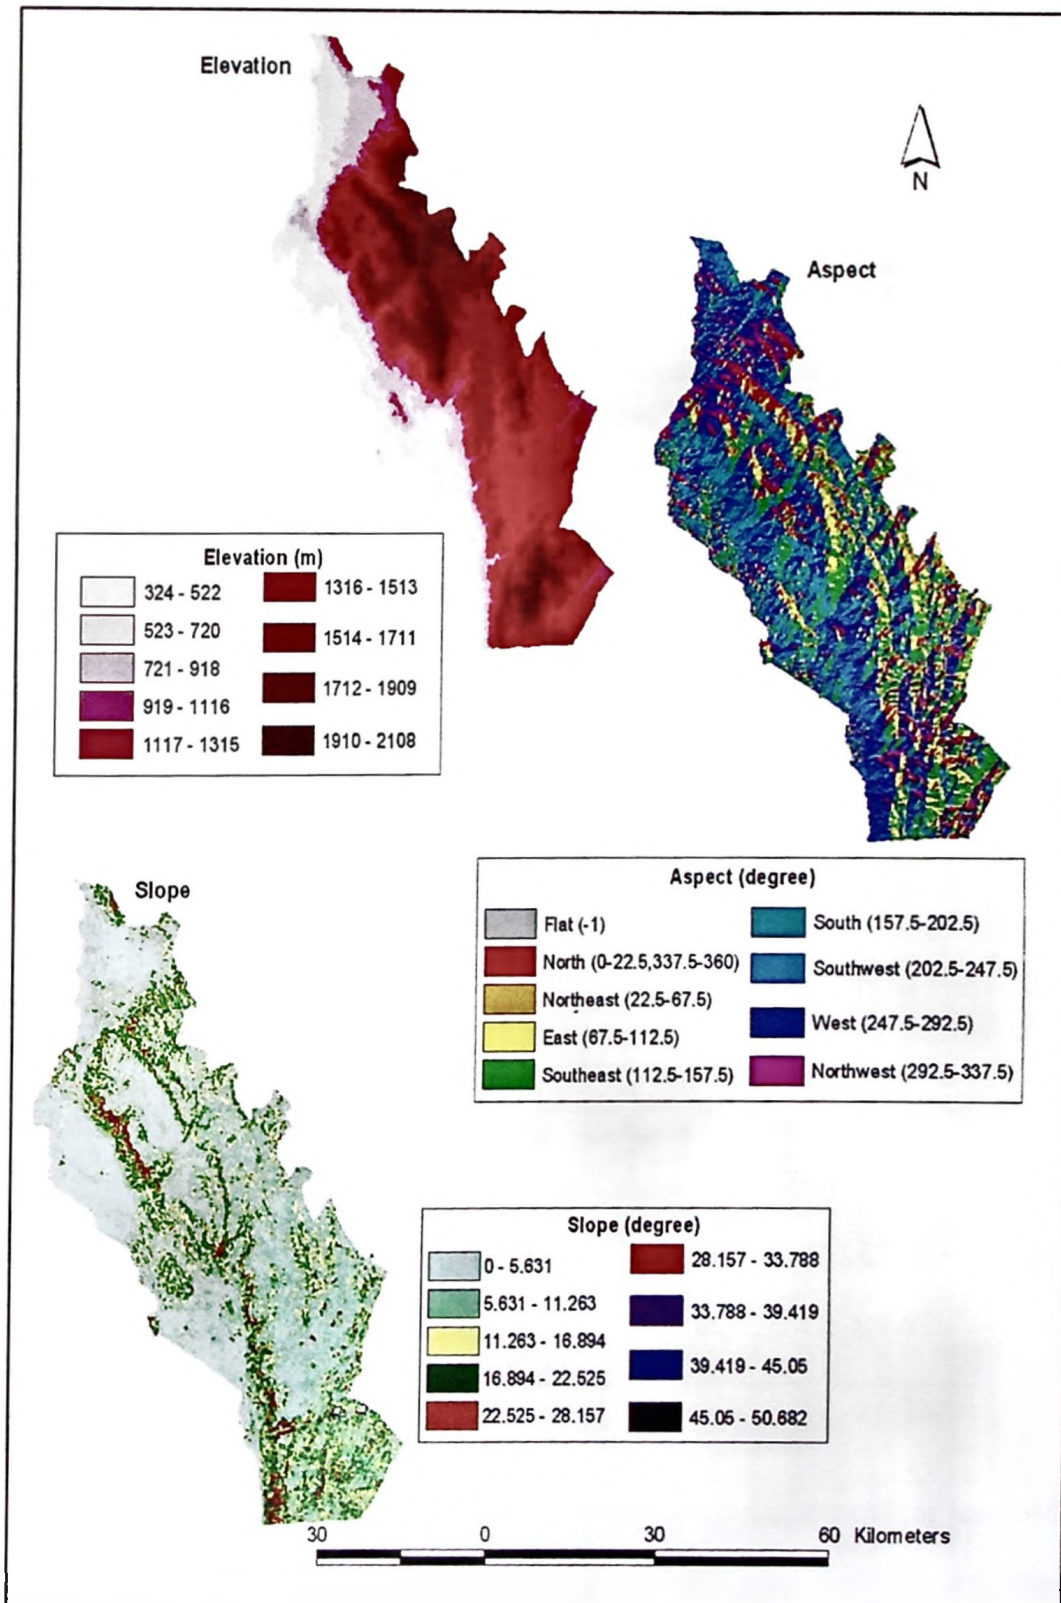 Elevation
N
Aspect
Elevation (m)
324 - 522
523 - 720
721 - 918
919 - 1116
1117 - 1315
1316 - 1513
1514 - 1711
1712 - 1909
1910 - 2108
Slope
Aspect (degree)
Flat (-1)
North (0-22.5,337.5-360)
Northeast (22.5-67.5)
East (67.5-112.5)
Southeast (112.5-157.5)
South (157.5-202.5)
Southwest (202.5-247.5)
West (247.5-292.5)
Northwest (292.5-337.5)
Slope (degree)
0 - 5.631
5.631 - 11.263
11.263 - 16.894
16.894 - 22.525
22.525 - 28.157
28.157 - 33.788
33.788 - 39.419
39.419 - 45.05
45.05 - 50.682
30 0 30 60 Kilometers